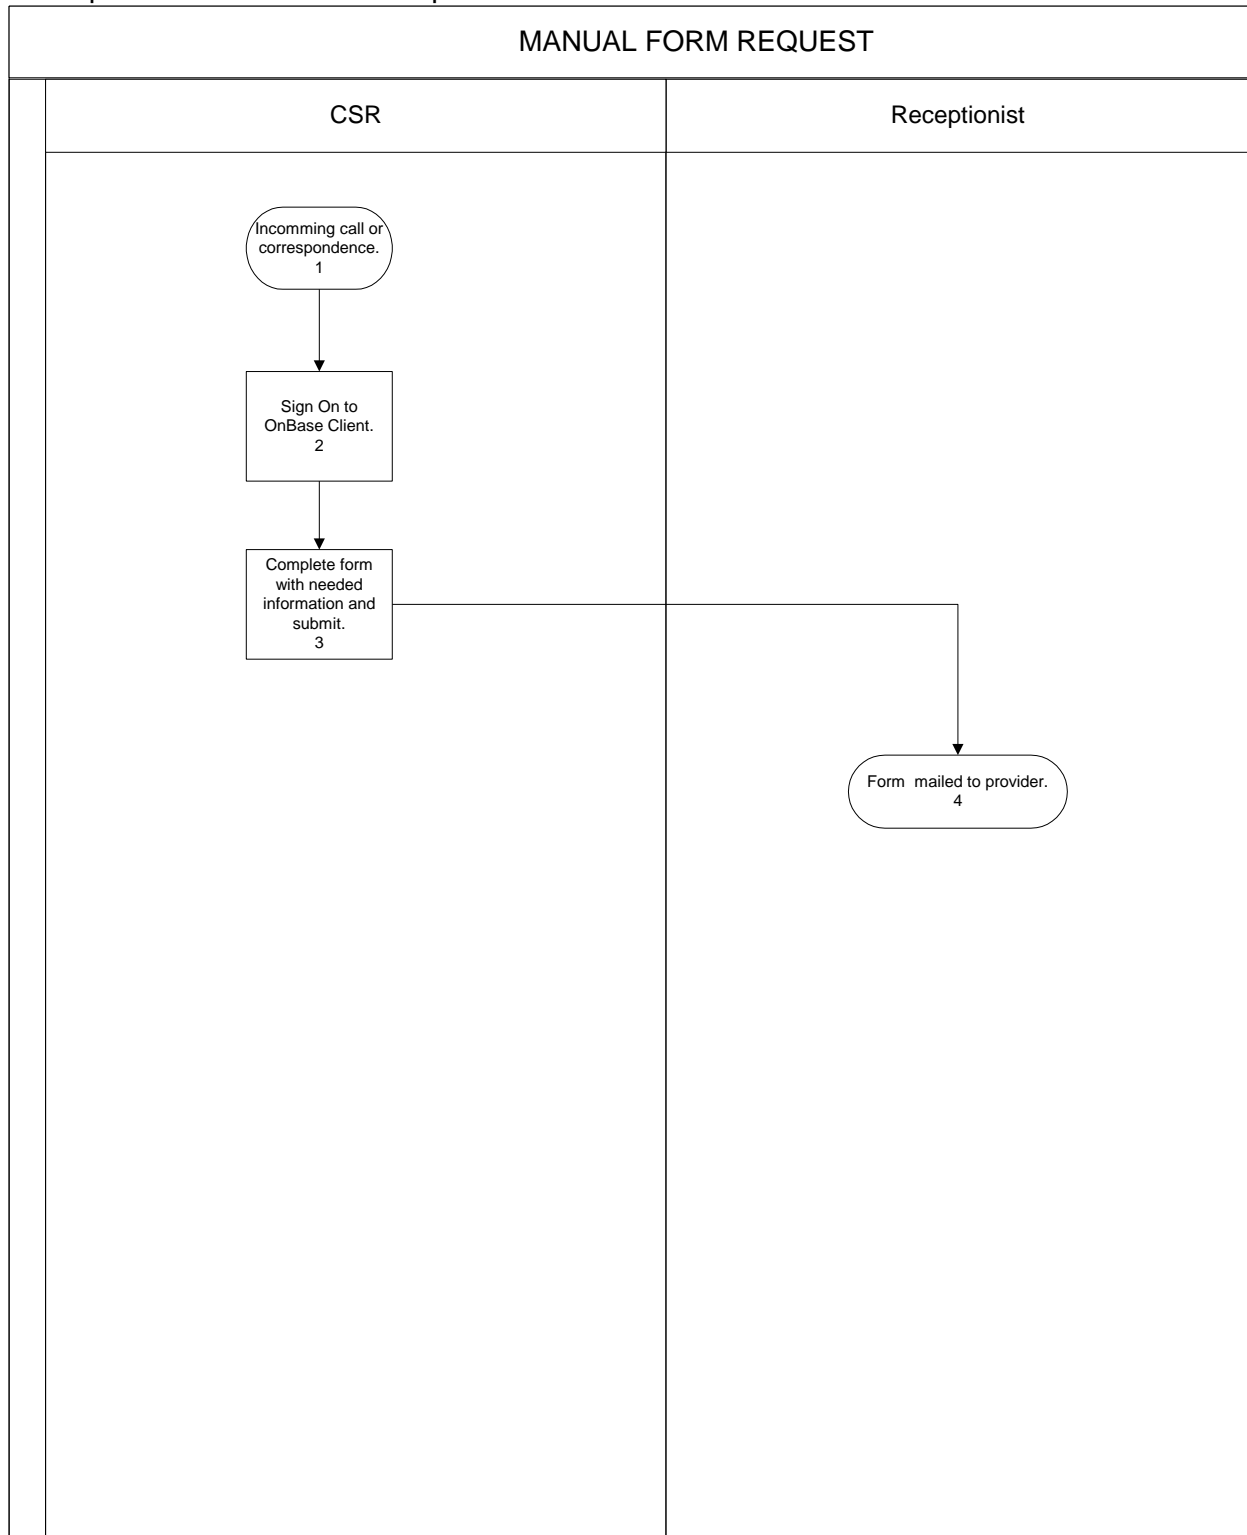 MANUAL FORM REQUEST
CSR
Receptionist
Incomming call or
correspondence.
1
Sign On to
OnBase Client.
2
Complete form
with needed
information and
submit.
3
Form  mailed to provider.
4